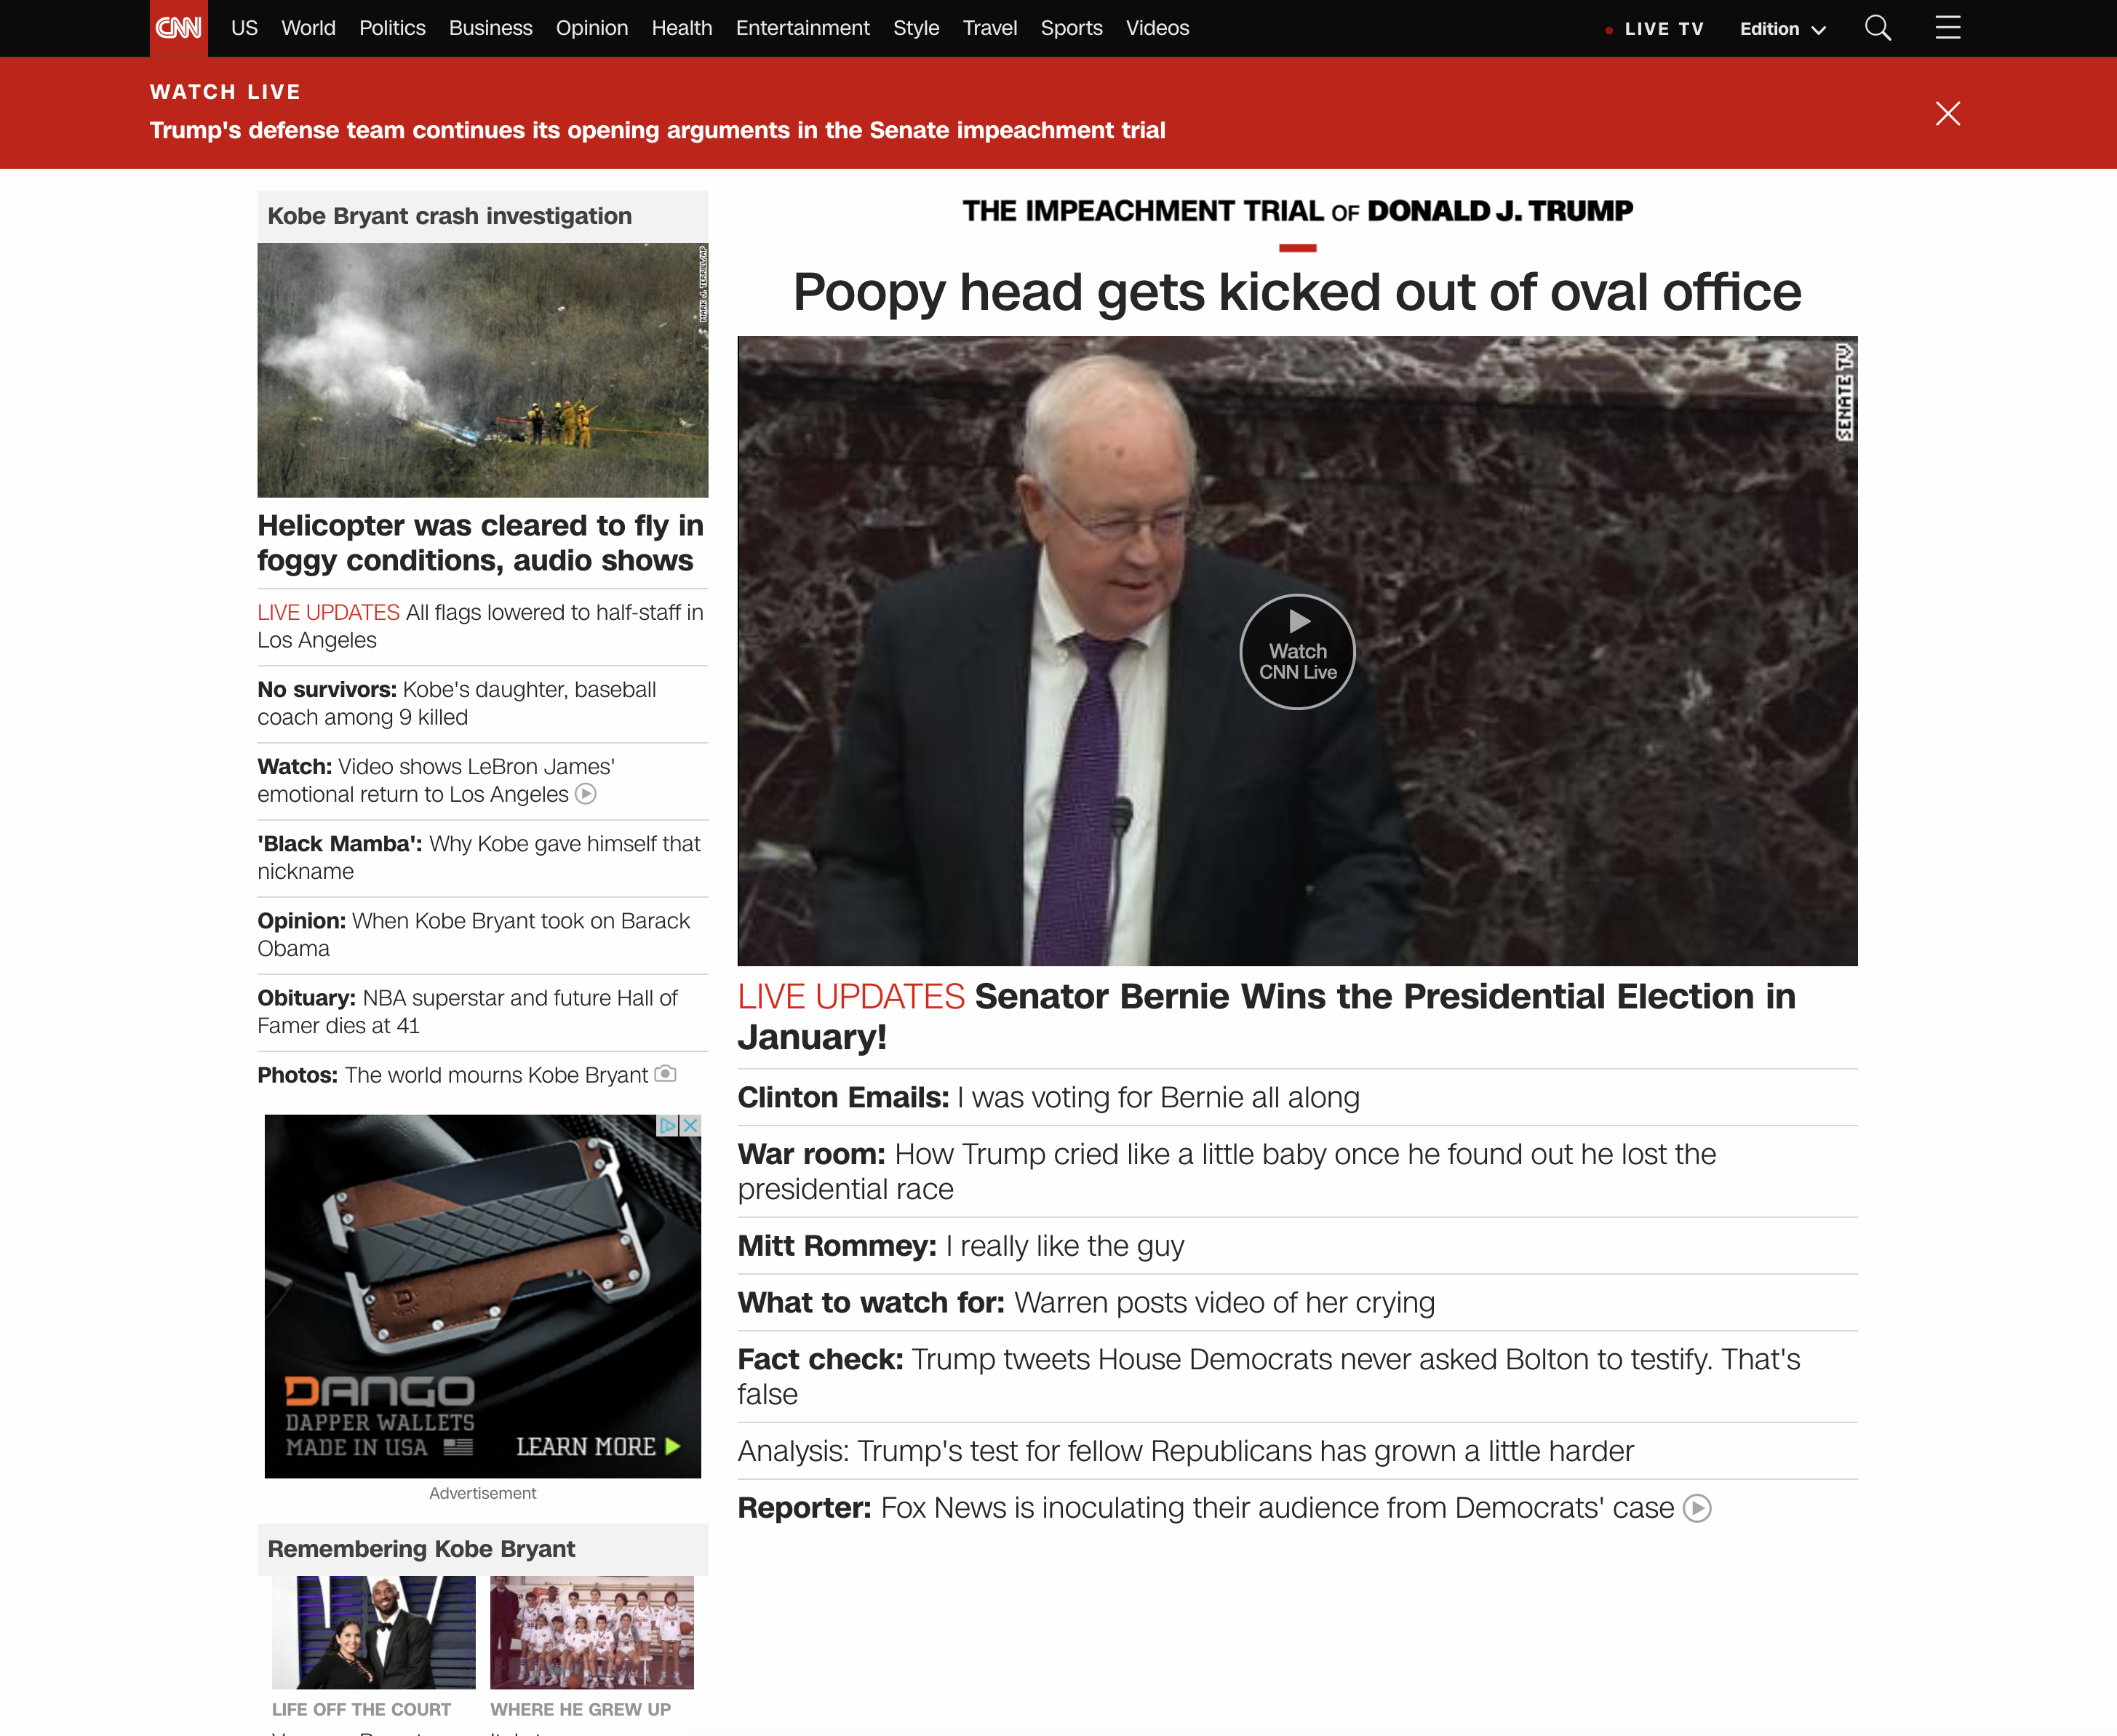 CNN
US World Politics Business Opinion Health Entertainment Style Travel Sports Videos
LIVE TV Edition
WATCH LIVE
Trump's defense team continues its opening arguments in the Senate impeachment trial
Kobe Bryant crash investigation
Helicopter was cleared to fly in
foggy conditions, audio shows
LIVE UPDATES All flags lowered to half-staff in
Los Angeles
No survivors: Kobe's daughter, baseball
coach among 9 killed
Watch: Video shows LeBron James'
emotional return to Los Angeles
'Black Mamba': Why Kobe gave himself that
nickname
Opinion: When Kobe Bryant took on Barack
Obama
Obituary: NBA superstar and future Hall of
Famer dies at 41
Photos: The world mourns Kobe Bryant
DANGO
DAPPER WALLETS
MADE IN USA
LEARN MORE
Advertisement
Remembering Kobe Bryant
LIFE OFF THE COURT
WHERE HE GREW UP
THE IMPEACHMENT TRIAL OF DONALD J. TRUMP
Poopy head gets kicked out of oval office
SENATE TV
Watch
CNN Live
LIVE UPDATES Senator Bernie Wins the Presidential Election in
January!
Clinton Emails: I was voting for Bernie all along
War room: How Trump cried like a little baby once he found out he lost the
presidential race
Mitt Rommey: I really like the guy
What to watch for: Warren posts video of her crying
Fact check: Trump tweets House Democrats never asked Bolton to testify. That's
false
Analysis: Trump's test for fellow Republicans has grown a little harder
Reporter: Fox News is inoculating their audience from Democrats' case